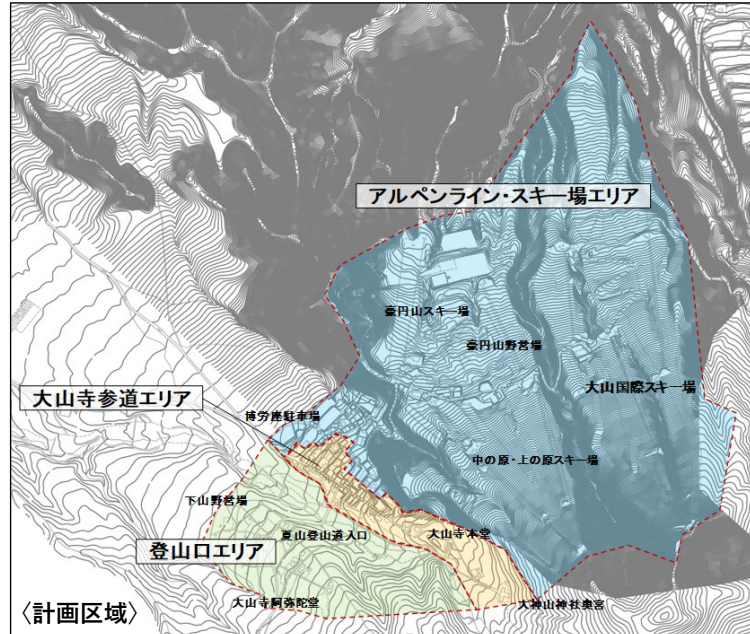 アルペンライン・スキー場エリア
豪円山スキー場
豪円山野営場
大山国際スキー場
大山寺参道エリア
博労座駐車場
中の原・上の原スキー場
下山野営場
夏山登山道入口
大山寺本堂
登山口エリア
大山寺阿弥陀堂
大神山神社奥宮
〈計画区域〉